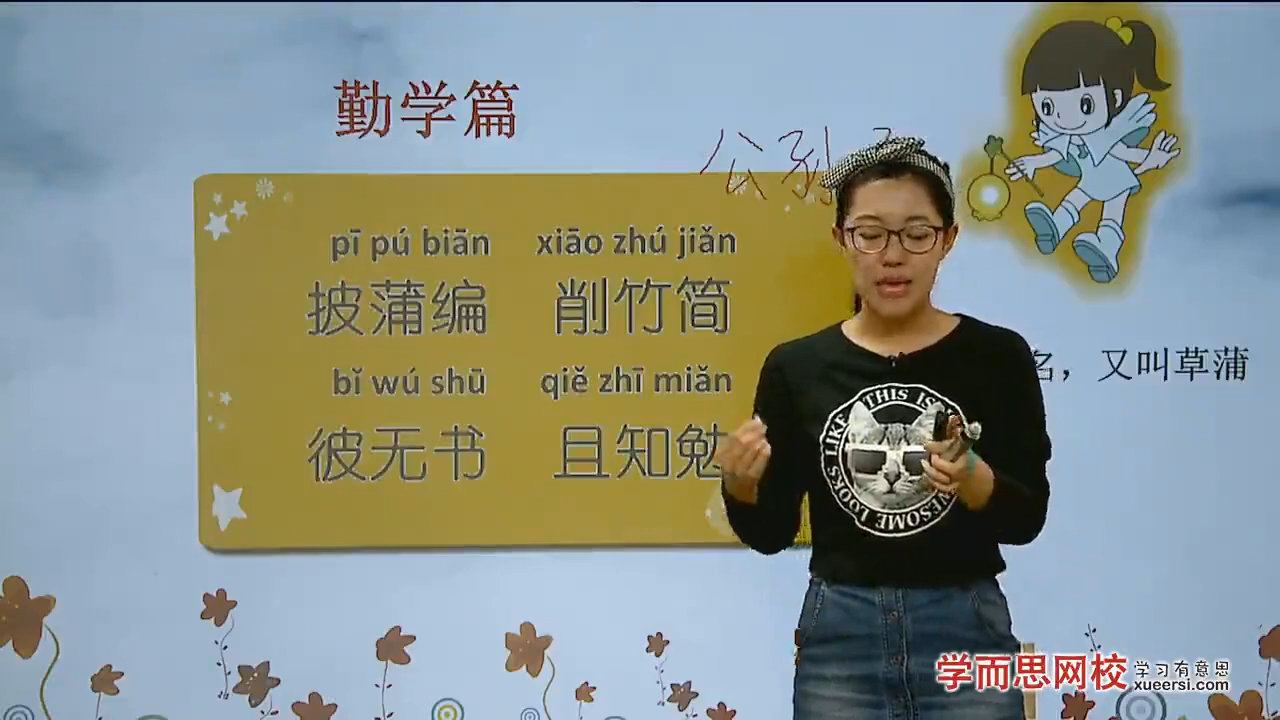 勤学篇
公孙
pī pú biān xiāo zhú jiǎn
披蒲编 削竹简
bǐ wú shū qiě zhī miǎn
彼无书 且知勉
名，又叫草蒲
THIS IS
LOOKS LIKE
AWESOME
学而思网校 学习有意思
xueersi.com